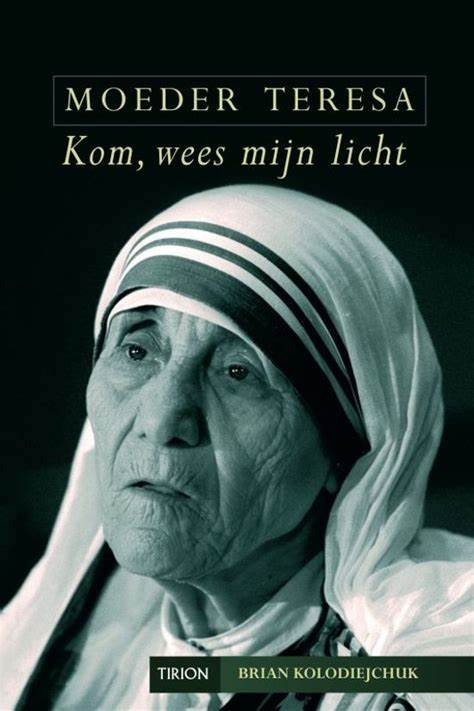 MOEDER TERESA
Kom, wees mijn licht
TIRION BRIAN KOLODIEJCHUK